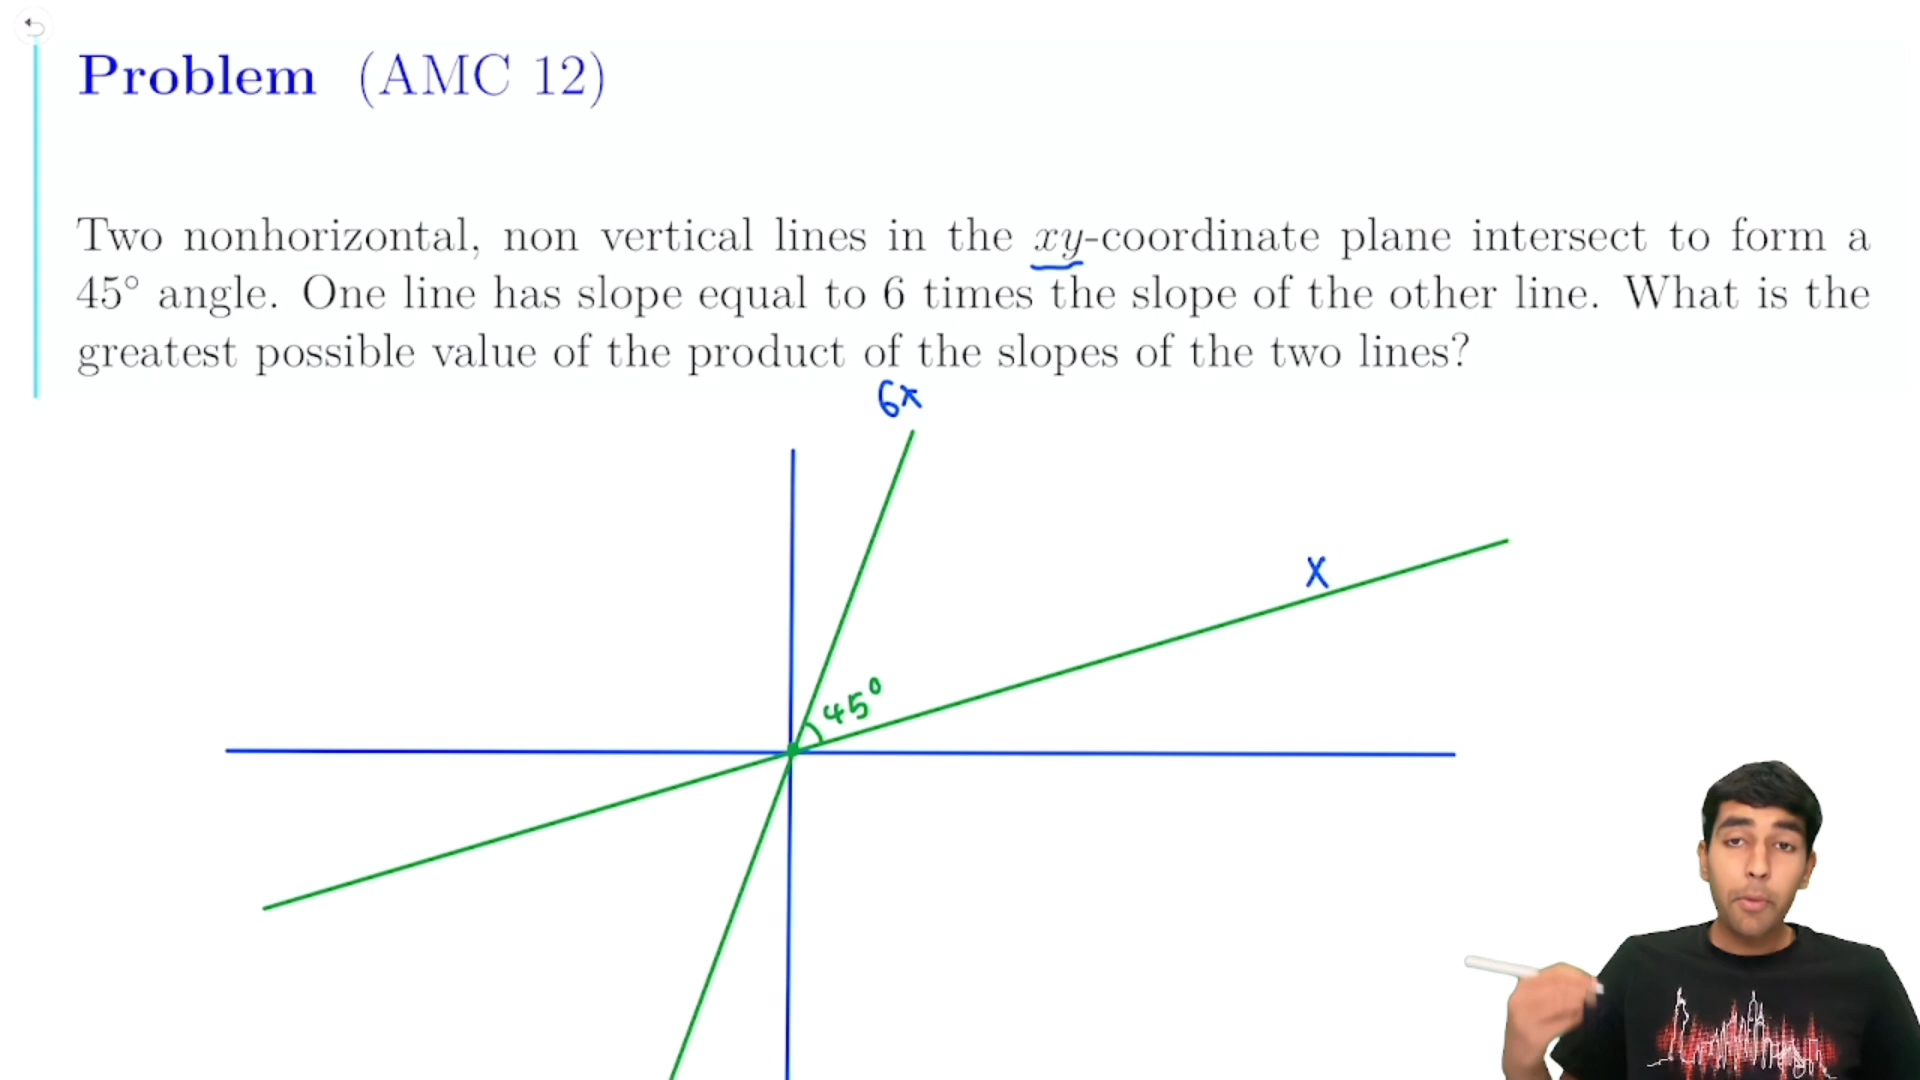 Problem (AMC 12)
Two nonhorizontal, non vertical lines in the xy-coordinate plane intersect to form a
45° angle. One line has slope equal to 6 times the slope of the other line. What is the
greatest possible value of the product of the slopes of the two lines?
6x
x
45°